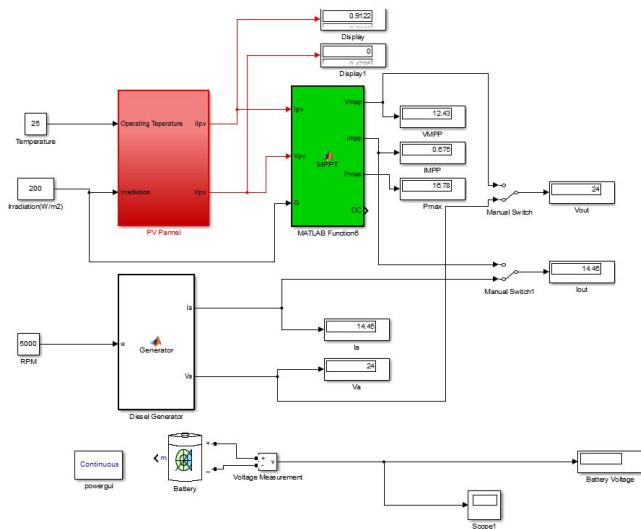 0.9122
Display
0
Display1
25
Temperature
200
Irradiation(W/m2)
Operating Teperature
Irradiation
iIpv
Vpv
PV Pannel
Ipv
Vpv
G
MPPT
Vmpp
Impp
Pmax
DC
MATLAB Function6
12.43
VMPP
0.675
IMPP
16.78
Pmax
Manual Switch
24
Vout
Manual Switch1
14.45
Iout
5000
RPM
w
Generator
Ia
Va
Diesel Generator
14.45
Ia
24
Va
Continuous
powergui
m
+
−
Battery
+
-
v
Voltage Measurement
Battery Voltage
Scope1